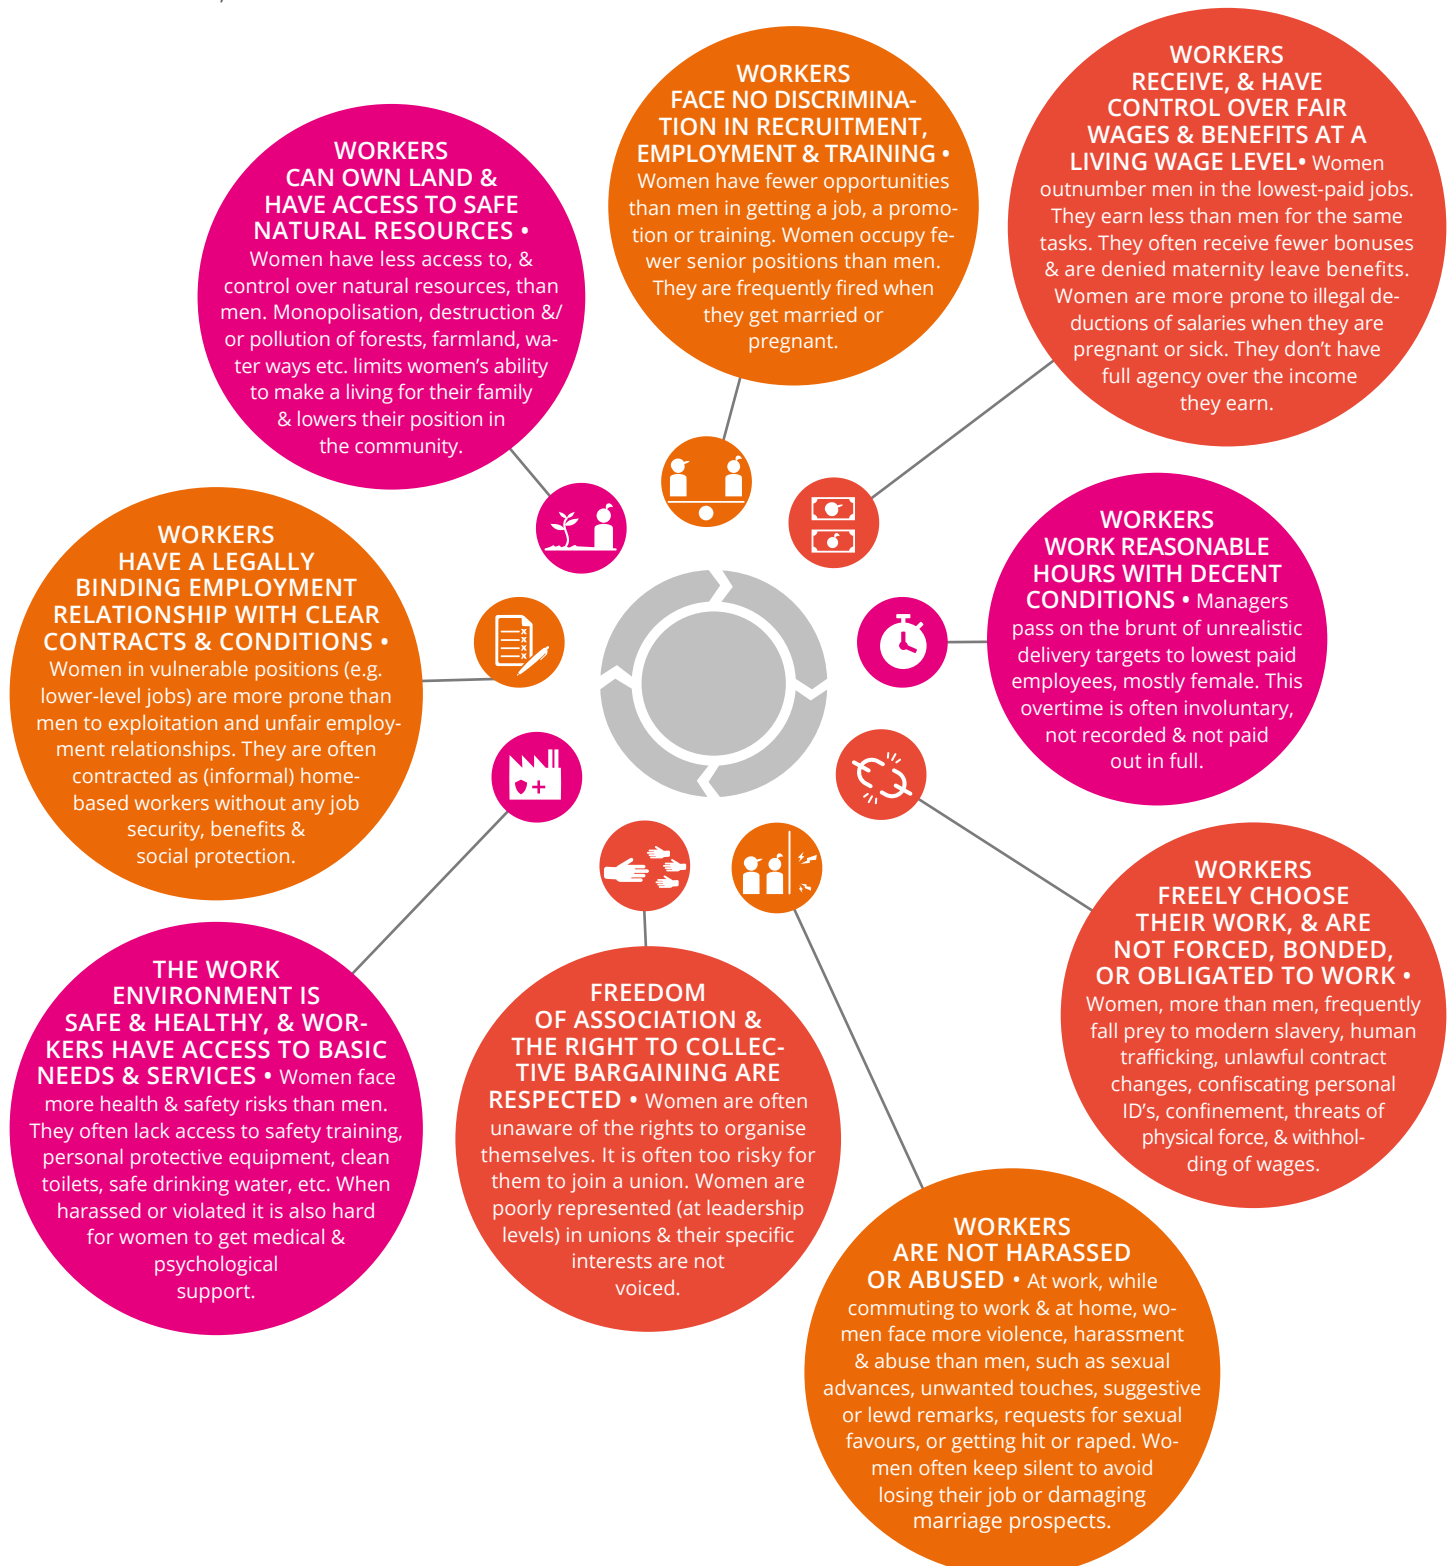 WORKERS
FACE NO DISCRIMINA-
TION IN RECRUITMENT,
EMPLOYMENT & TRAINING •
Women have fewer opportunities
than men in getting a job, a promo-
tion or training. Women occupy fe-
wer senior positions than men.
They are frequently fired when
they get married or
pregnant.
WORKERS
RECEIVE, & HAVE
CONTROL OVER FAIR
WAGES & BENEFITS AT A
LIVING WAGE LEVEL• Women
outnumber men in the lowest-paid jobs.
They earn less than men for the same
tasks. They often receive fewer bonuses
& are denied maternity leave benefits.
Women are more prone to illegal de-
ductions of salaries when they are
pregnant or sick. They don’t have
full agency over the income
they earn.
WORKERS
WORK REASONABLE
HOURS WITH DECENT
CONDITIONS • Managers
pass on the brunt of unrealistic
delivery targets to lowest paid
employees, mostly female. This
overtime is often involuntary,
not recorded & not paid
out in full.
WORKERS
FREELY CHOOSE
THEIR WORK, & ARE
NOT FORCED, BONDED,
OR OBLIGATED TO WORK •
Women, more than men, frequently
fall prey to modern slavery, human
trafficking, unlawful contract
changes, confiscating personal
ID’s, confinement, threats of
physical force, & withhol-
ding of wages.
WORKERS
ARE NOT HARASSED
OR ABUSED • At work, while
commuting to work & at home, wo-
men face more violence, harassment
& abuse than men, such as sexual
advances, unwanted touches, suggestive
or lewd remarks, requests for sexual
favours, or getting hit or raped. Wo-
men often keep silent to avoid
losing their job or damaging
marriage prospects.
FREEDOM
OF ASSOCIATION &
THE RIGHT TO COLLEC-
TIVE BARGAINING ARE
RESPECTED • Women are often
unaware of the rights to organise
themselves. It is often too risky for
them to join a union. Women are
poorly represented (at leadership
levels) in unions & their specific
interests are not
voiced.
THE WORK
ENVIRONMENT IS
SAFE & HEALTHY, & WOR-
KERS HAVE ACCESS TO BASIC
NEEDS & SERVICES • Women face
more health & safety risks than men.
They often lack access to safety training,
personal protective equipment, clean
toilets, safe drinking water, etc. When
harassed or violated it is also hard
for women to get medical &
psychological
support.
WORKERS
HAVE A LEGALLY
BINDING EMPLOYMENT
RELATIONSHIP WITH CLEAR
CONTRACTS & CONDITIONS •
Women in vulnerable positions (e.g.
lower-level jobs) are more prone than
men to exploitation and unfair employ-
ment relationships. They are often
contracted as (informal) home-
based workers without any job
security, benefits &
social protection.
WORKERS
CAN OWN LAND &
HAVE ACCESS TO SAFE
NATURAL RESOURCES •
Women have less access to, &
control over natural resources, than
men. Monopolisation, destruction &/
or pollution of forests, farmland, wa-
ter ways etc. limits women’s ability
to make a living for their family
& lowers their position in
the community.